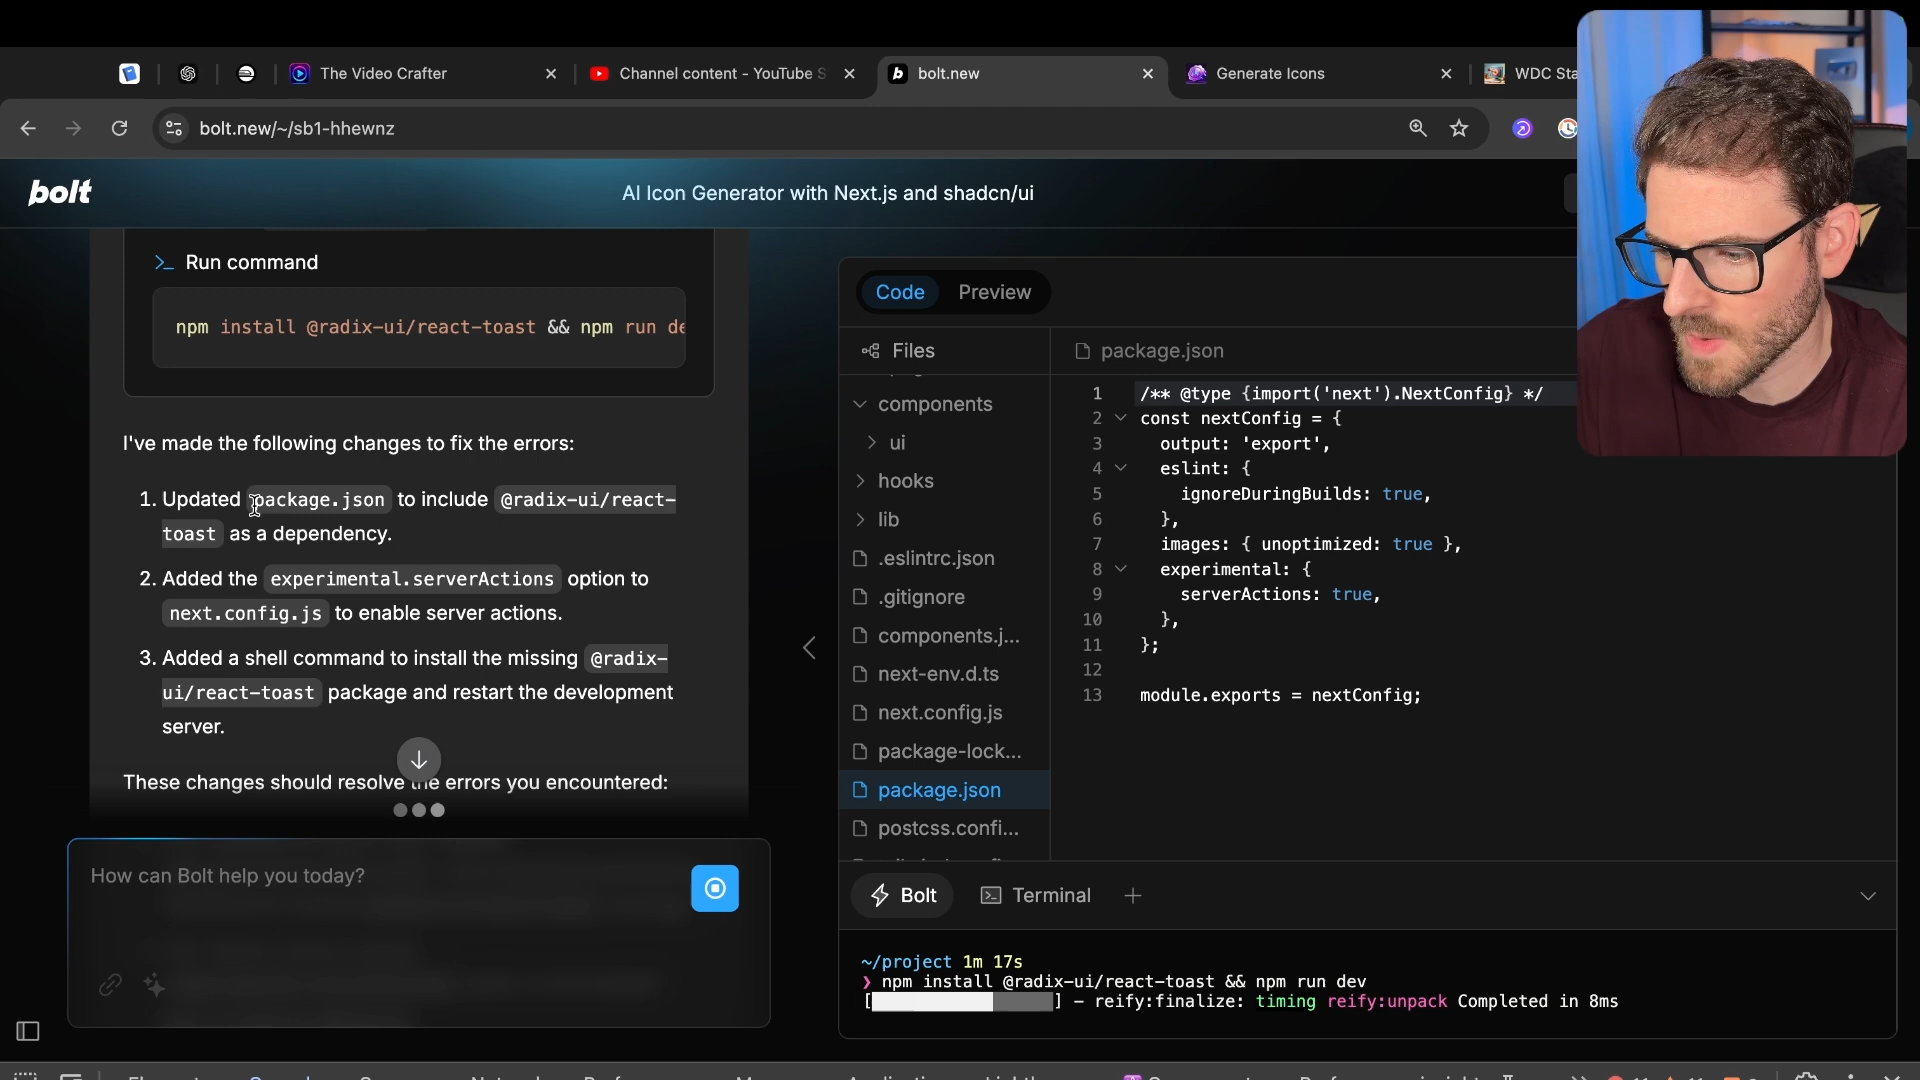 The Video Crafter
Channel content - YouTube S
bolt.new
Generate Icons
WDC Sta
bolt.new/~/sb1-hhewnz
bolt
AI Icon Generator with Next.js and shadcn/ui
Run command
npm install @radix-ui/react-toast && npm run de
I've made the following changes to fix the errors:
1. Updated package.json to include @radix-ui/react-
toast as a dependency.
2. Added the experimental.serverActions option to
next.config.js to enable server actions.
3. Added a shell command to install the missing @radix-
ui/react-toast package and restart the development
server.
These changes should resolve the errors you encountered:
How can Bolt help you today?
Code
Preview
Files
components
ui
hooks
lib
.eslintrc.json
.gitignore
components.j...
next-env.d.ts
next.config.js
package-lock...
package.json
postcss.confi...
package.json
1 /** @type {import('next').NextConfig} */
2 const nextConfig = {
3 output: 'export',
4 eslint: {
5 ignoreDuringBuilds: true,
6 },
7 images: { unoptimized: true },
8 experimental: {
9 serverActions: true,
10 },
11 };
12
13 module.exports = nextConfig;
Bolt
Terminal
~/project 1m 17s
❯ npm install @radix-ui/react-toast && npm run dev
[ ] - reify:finalize: timing reify:unpack Completed in 8ms